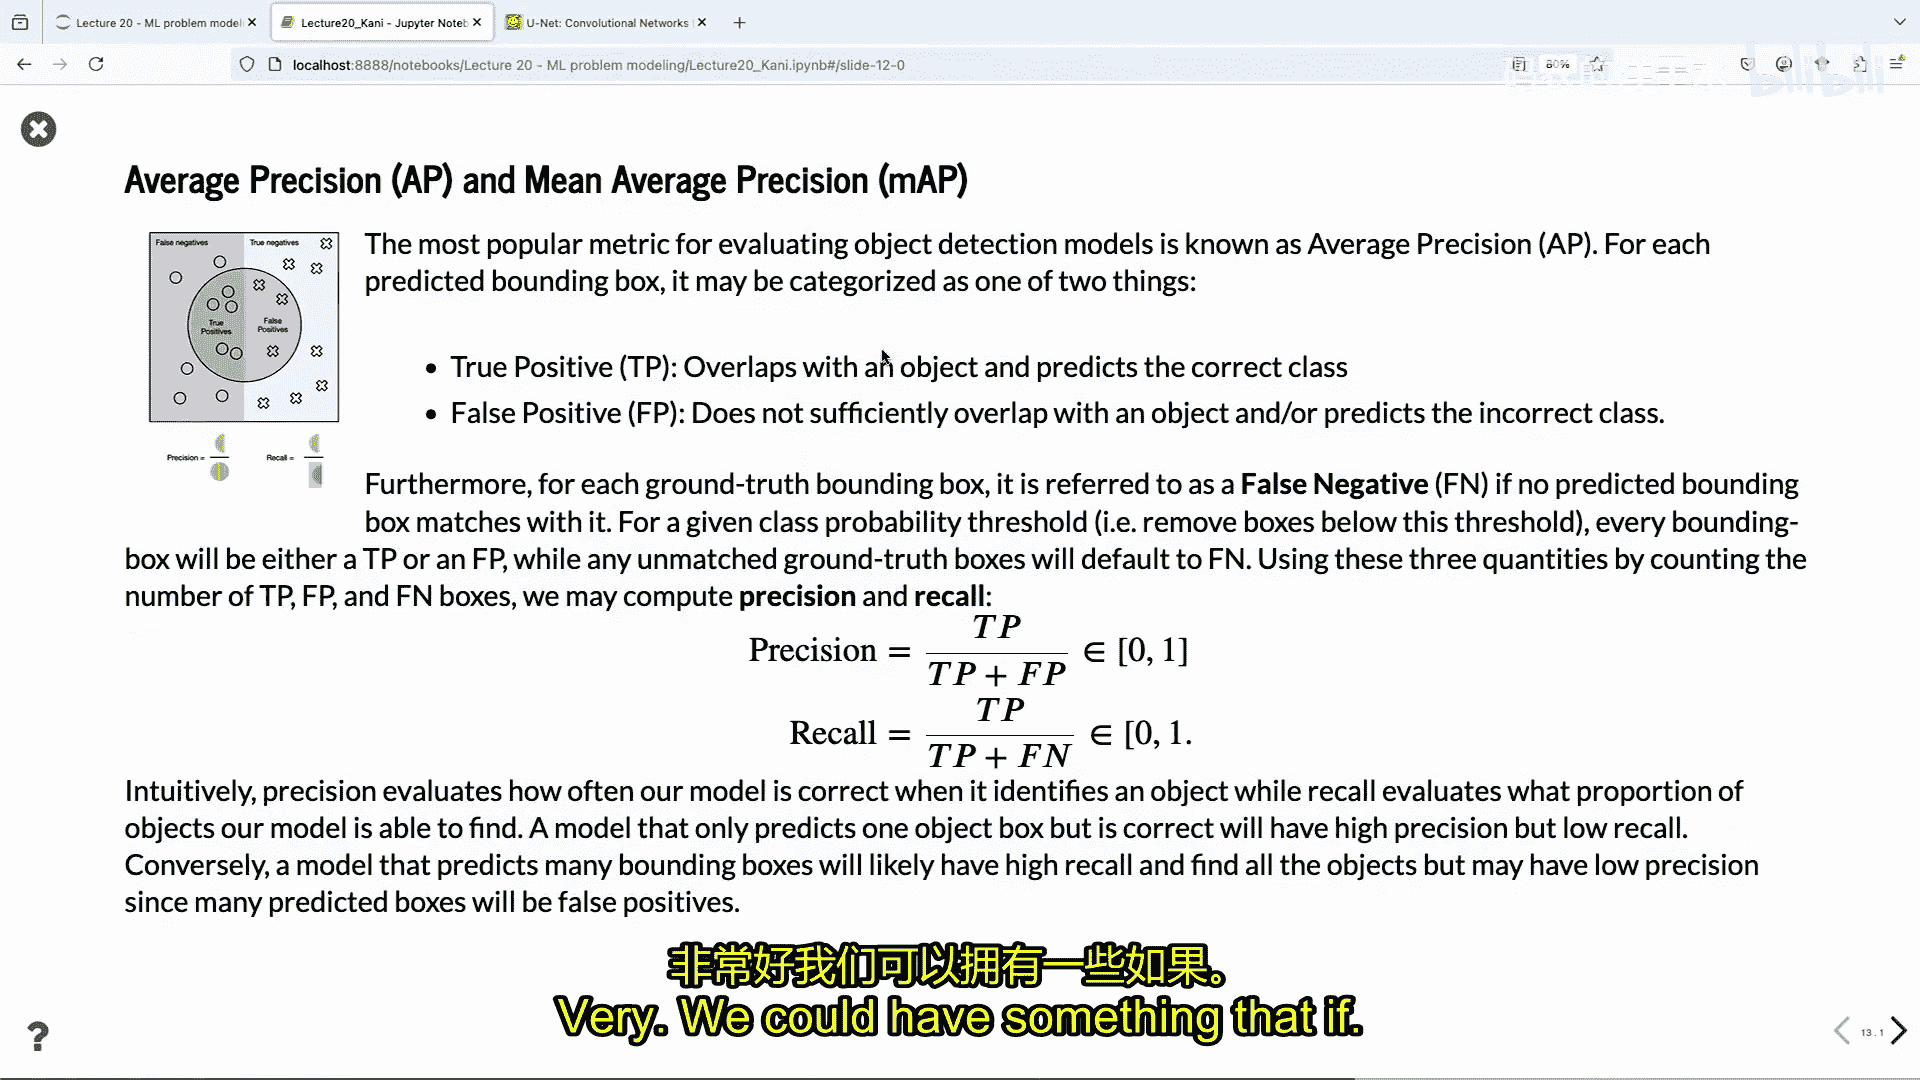 Lecture 20 - ML problem model
Lecture20_Kani - Jupyter Noteb
U-Net: Convolutional Networks
localhost:8888/notebooks/Lecture 20 - ML problem modeling/Lecture20_Kani.ipynb#/slide-12-0
80%
bilibili
Average Precision (AP) and Mean Average Precision (mAP)
False negatives
True negatives
True Positives
False Positives
Precision =
Recall =
The most popular metric for evaluating object detection models is known as Average Precision (AP). For each
predicted bounding box, it may be categorized as one of two things:
• True Positive (TP): Overlaps with an object and predicts the correct class
• False Positive (FP): Does not sufficiently overlap with an object and/or predicts the incorrect class.
Furthermore, for each ground-truth bounding box, it is referred to as a False Negative (FN) if no predicted bounding
box matches with it. For a given class probability threshold (i.e. remove boxes below this threshold), every bounding-
box will be either a TP or an FP, while any unmatched ground-truth boxes will default to FN. Using these three quantities by counting the
number of TP, FP, and FN boxes, we may compute precision and recall:
Precision = TP / (TP + FP) ∈ [0, 1]
Recall = TP / (TP + FN) ∈ [0, 1.
Intuitively, precision evaluates how often our model is correct when it identifies an object while recall evaluates what proportion of
objects our model is able to find. A model that only predicts one object box but is correct will have high precision but low recall.
Conversely, a model that predicts many bounding boxes will likely have high recall and find all the objects but may have low precision
since many predicted boxes will be false positives.
非常好我们可以拥有一些如果。
Very. We could have something that if.
13.1